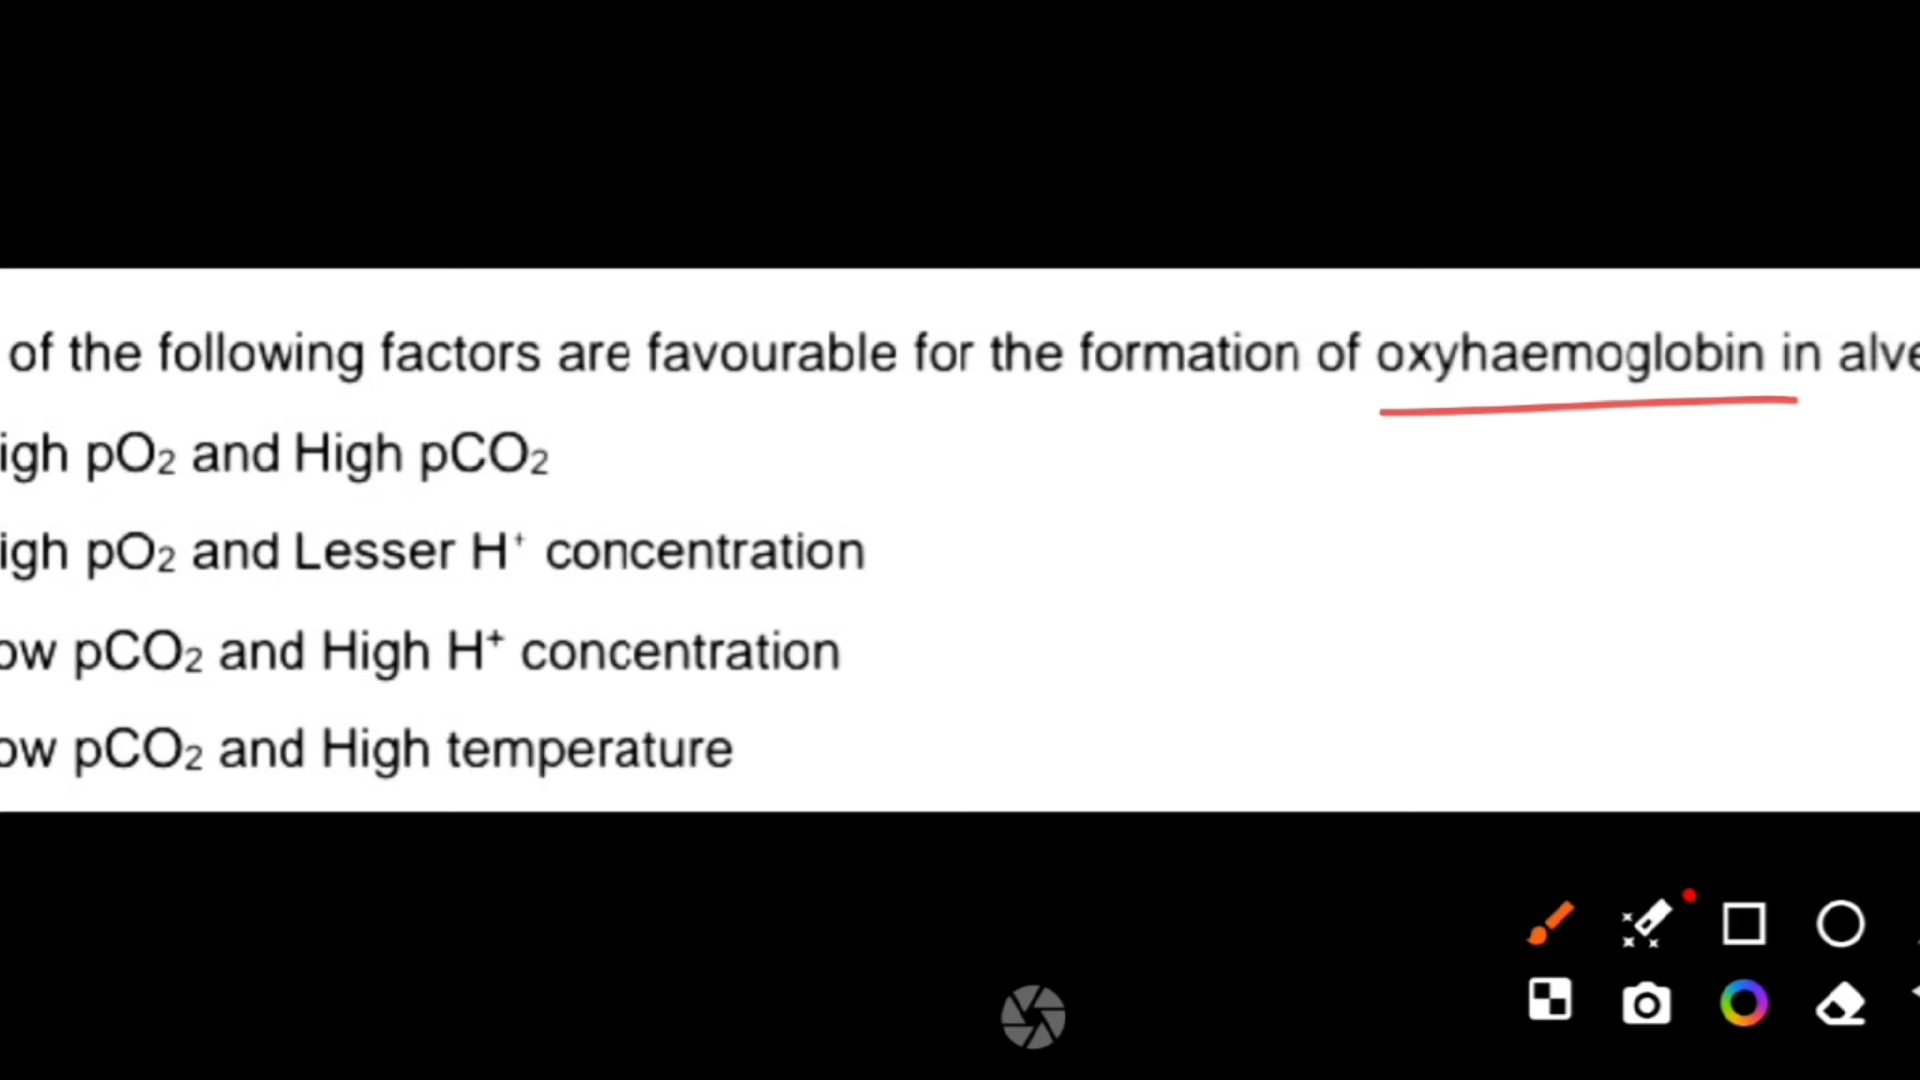 of the following factors are favourable for the formation of oxyhaemoglobin in alve
igh pO₂ and High pCO₂
igh pO₂ and Lesser H⁺ concentration
ow pCO₂ and High H⁺ concentration
ow pCO₂ and High temperature